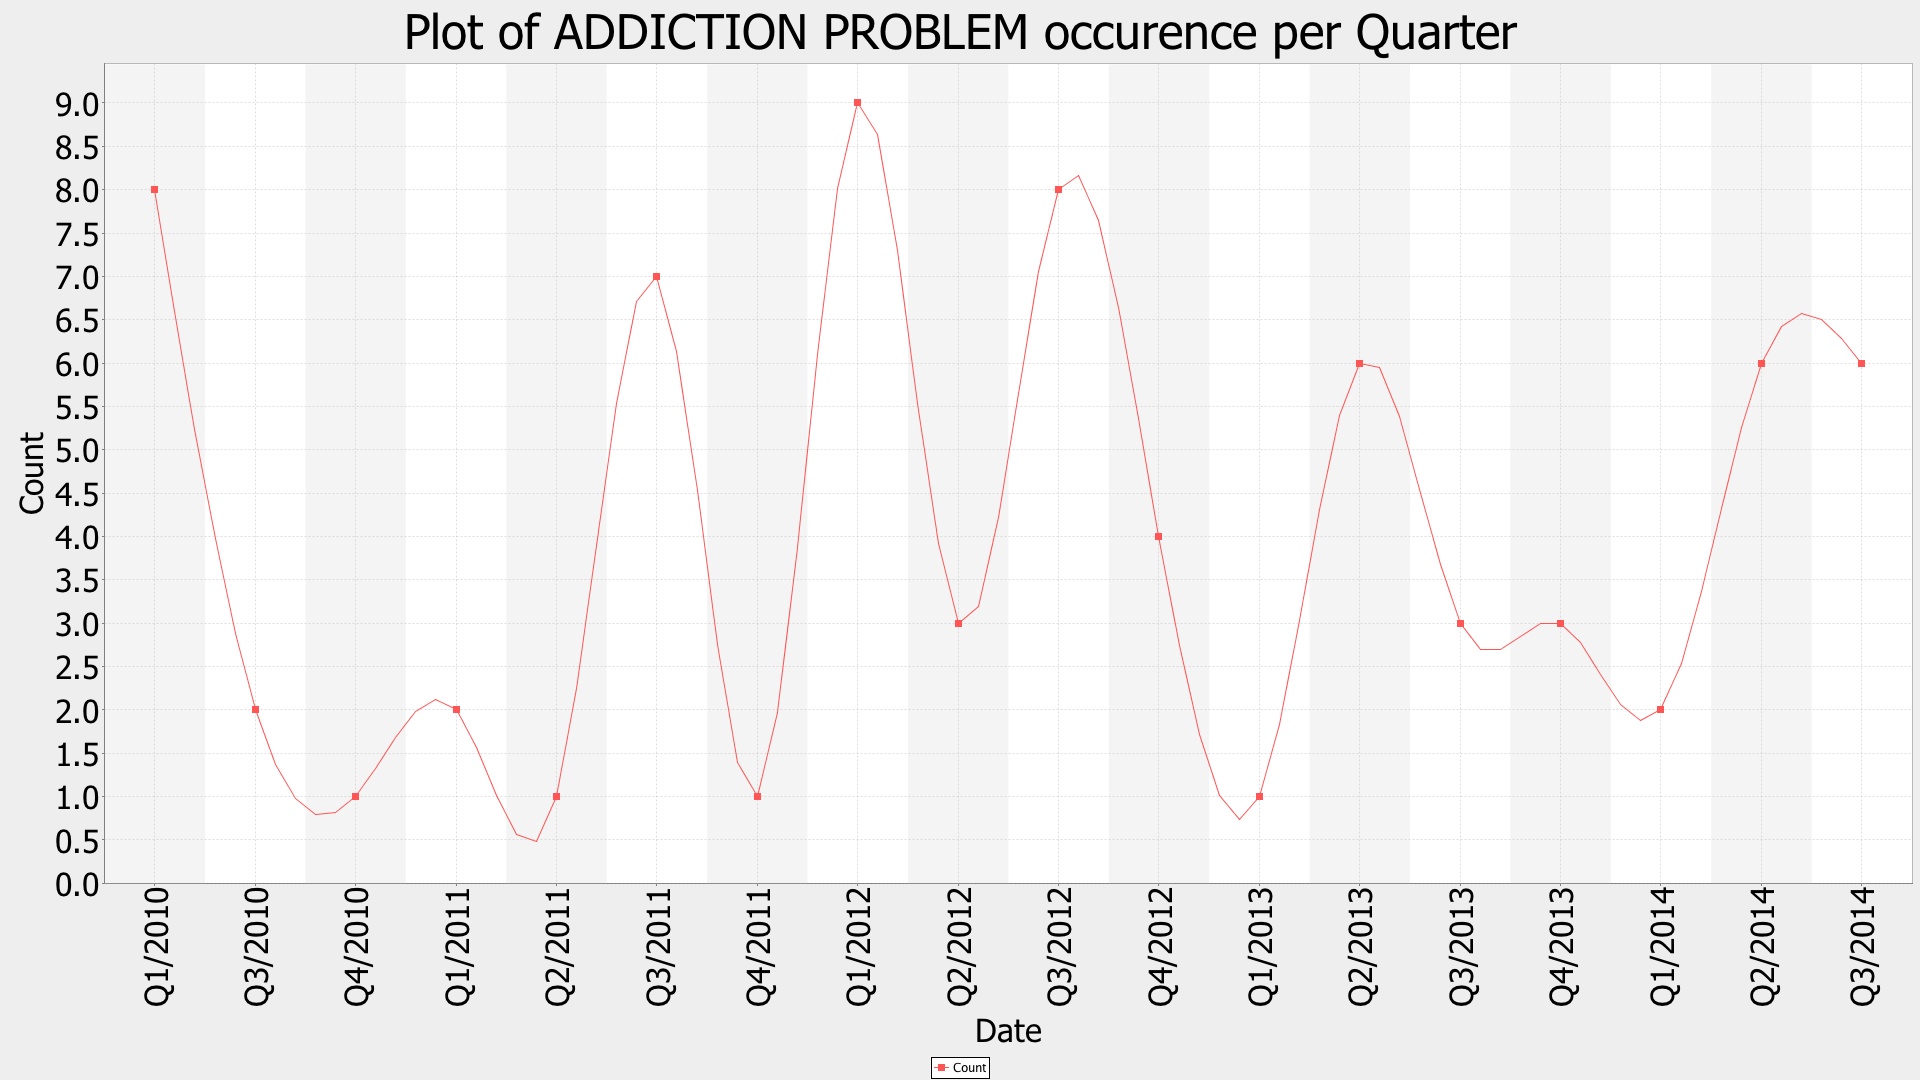 Plot of ADDICTION PROBLEM occurence per Quarter
9.0
8.5
8.0
7.5
7.0
6.5
6.0
5.5
5.0
4.5
4.0
3.5
3.0
2.5
2.0
1.5
1.0
0.5
0.0
Count
Q1/2010
Q3/2010
Q4/2010
Q1/2011
Q2/2011
Q3/2011
Q4/2011
Q1/2012
Q2/2012
Q3/2012
Q4/2012
Q1/2013
Q2/2013
Q3/2013
Q4/2013
Q1/2014
Q2/2014
Q3/2014
Date
Count